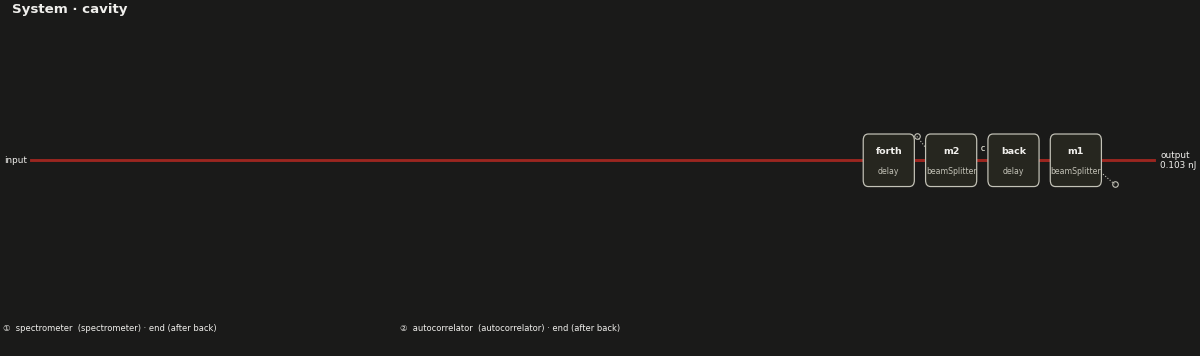 System · cavity
forth
m2
c
back
m1
input
output
0.103 nJ
delay
beamSplitter
delay
beamSplitter
① spectrometer (spectrometer) · end (after back)
② autocorrelator (autocorrelator) · end (after back)